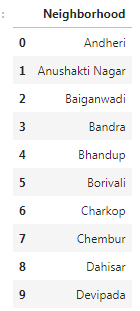 :
Neighborhood
0 Andheri
1 Anushakti Nagar
2 Baiganwadi
3 Bandra
4 Bhandup
5 Borivali
6 Charkop
7 Chembur
8 Dahisar
9 Devipada